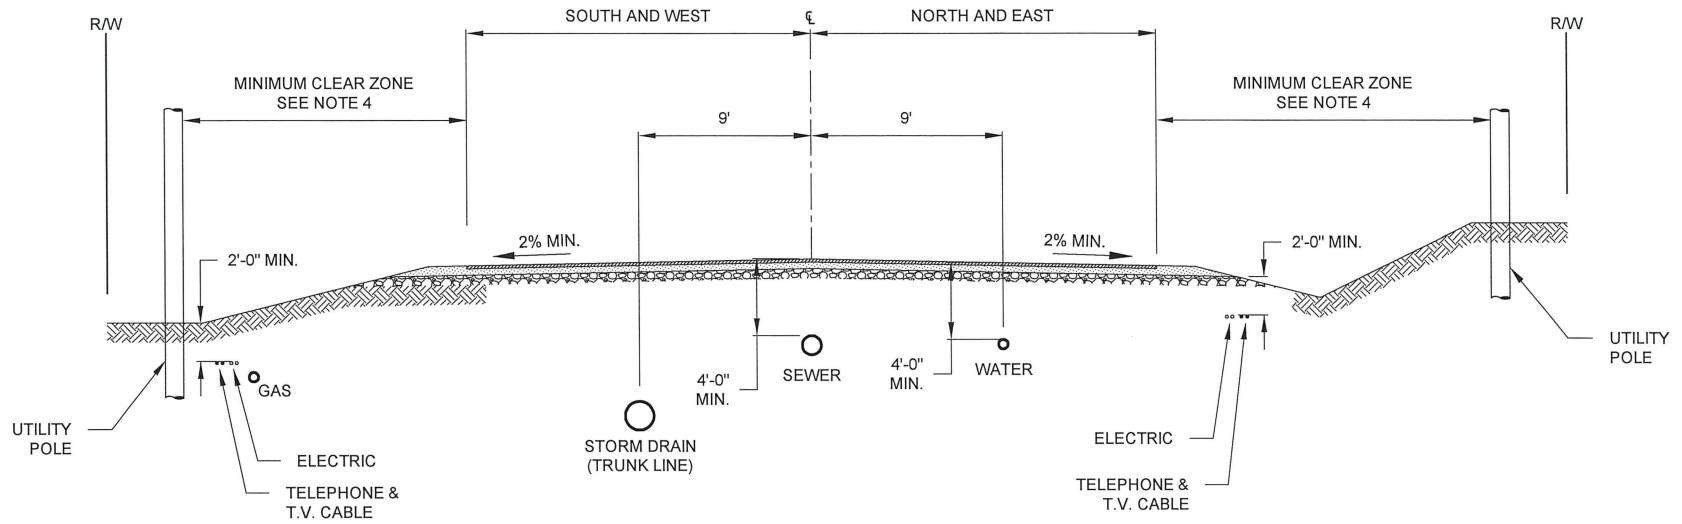 SOUTH AND WEST
℄
NORTH AND EAST
R/W
R/W
MINIMUM CLEAR ZONE
SEE NOTE 4
MINIMUM CLEAR ZONE
SEE NOTE 4
9'
9'
2% MIN.
2% MIN.
2'-0" MIN.
2'-0" MIN.
UTILITY
POLE
SEWER
WATER
4'-0"
MIN.
4'-0"
MIN.
GAS
UTILITY
POLE
STORM DRAIN
(TRUNK LINE)
ELECTRIC
ELECTRIC
TELEPHONE &
T.V. CABLE
TELEPHONE &
T.V. CABLE